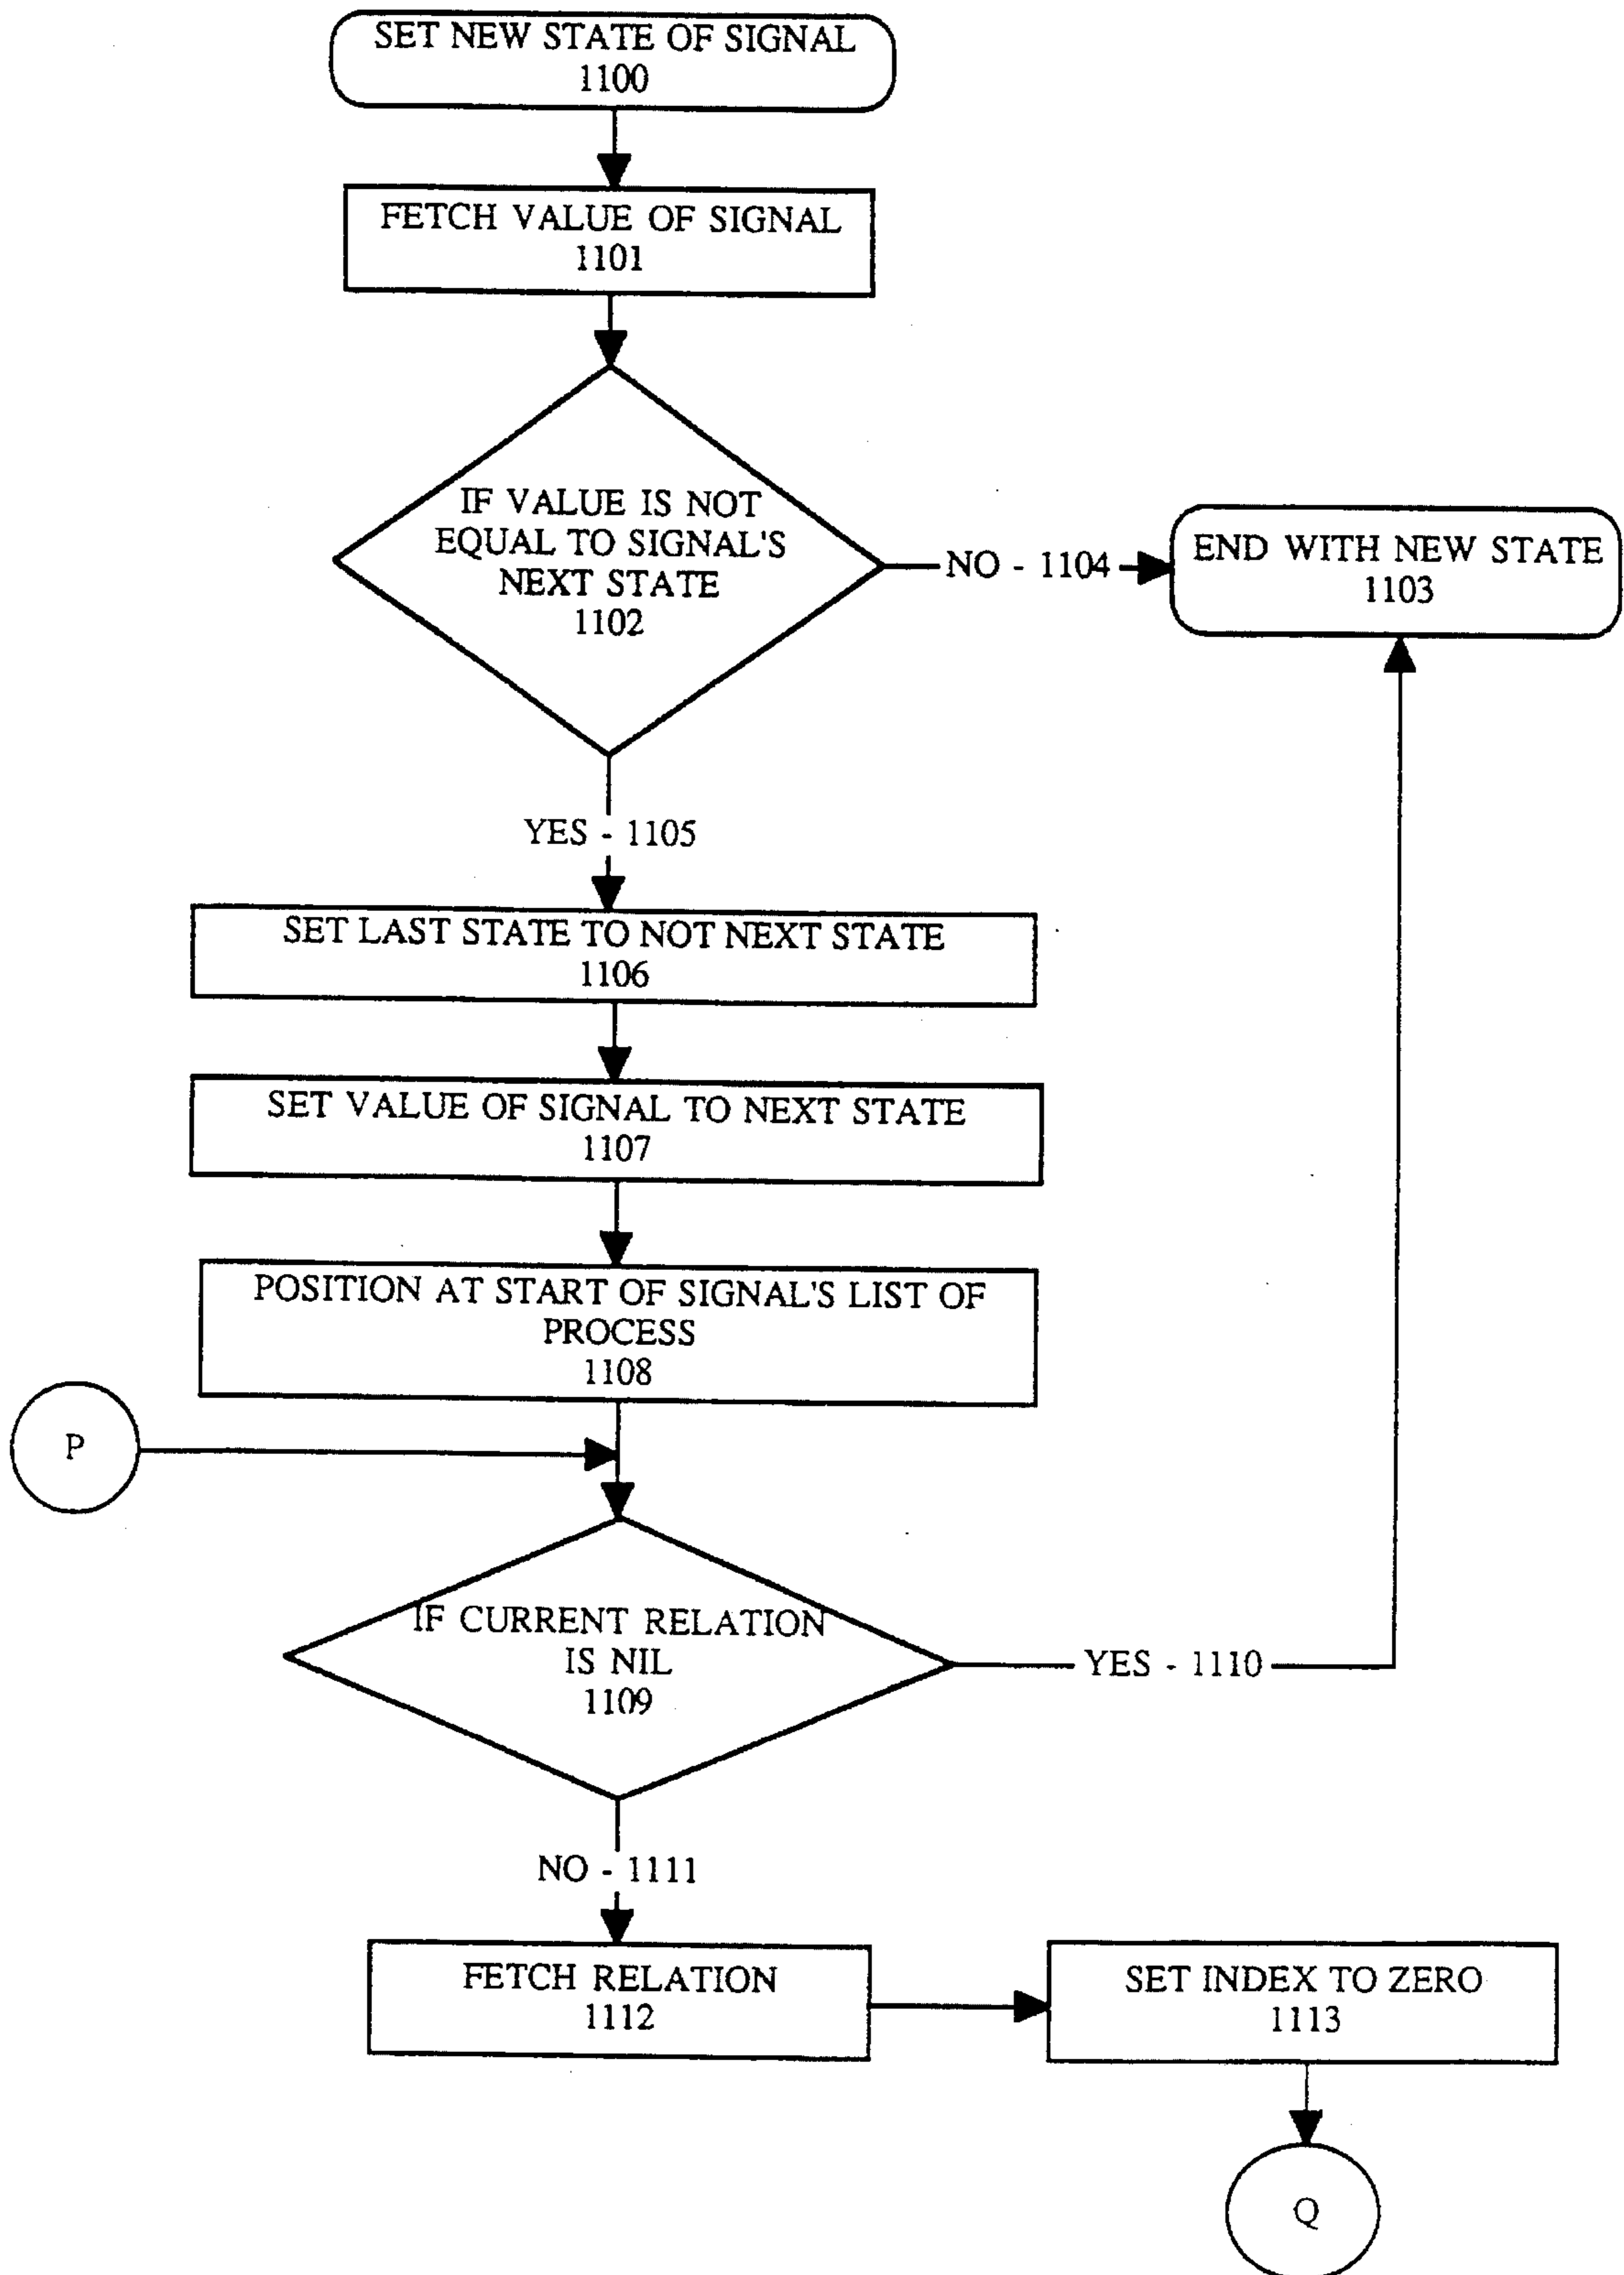 SET NEW STATE OF SIGNAL
1100
FETCH VALUE OF SIGNAL
1101
IF VALUE IS NOT
EQUAL TO SIGNAL'S
NEXT STATE
1102
NO - 1104
END WITH NEW STATE
1103
YES - 1105
SET LAST STATE TO NOT NEXT STATE
1106
SET VALUE OF SIGNAL TO NEXT STATE
1107
POSITION AT START OF SIGNAL'S LIST OF
PROCESS
1108
P
IF CURRENT RELATION
IS NIL
1109
YES - 1110
NO - 1111
FETCH RELATION
1112
SET INDEX TO ZERO
1113
Q